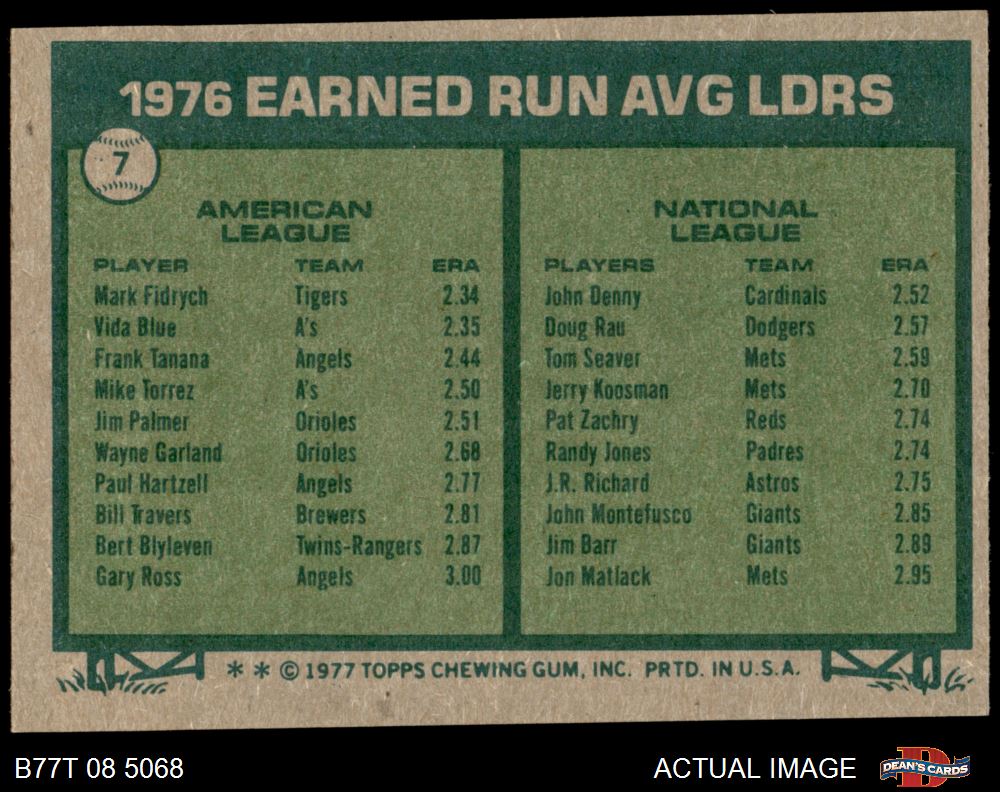 1976 EARNED RUN AVG LDRS
7
AMERICAN
LEAGUE
PLAYER TEAM ERA
Mark Fidrych Tigers 2.34
Vida Blue A's 2.35
Frank Tanana Angels 2.44
Mike Torrez A's 2.50
Jim Palmer Orioles 2.51
Wayne Garland Orioles 2.68
Paul Hartzell Angels 2.77
Bill Travers Brewers 2.81
Bert Blyleven Twins-Rangers 2.87
Gary Ross Angels 3.00
NATIONAL
LEAGUE
PLAYERS TEAM ERA
John Denny Cardinals 2.52
Doug Rau Dodgers 2.57
Tom Seaver Mets 2.59
Jerry Koosman Mets 2.70
Pat Zachry Reds 2.74
Randy Jones Padres 2.74
J.R. Richard Astros 2.75
John Montefusco Giants 2.85
Jim Barr Giants 2.89
Jon Matlack Mets 2.95
* * © 1977 TOPPS CHEWING GUM, INC. PRTD. IN U.S.A.
B77T 08 5068
ACTUAL IMAGE
D
DEAN'S CARDS